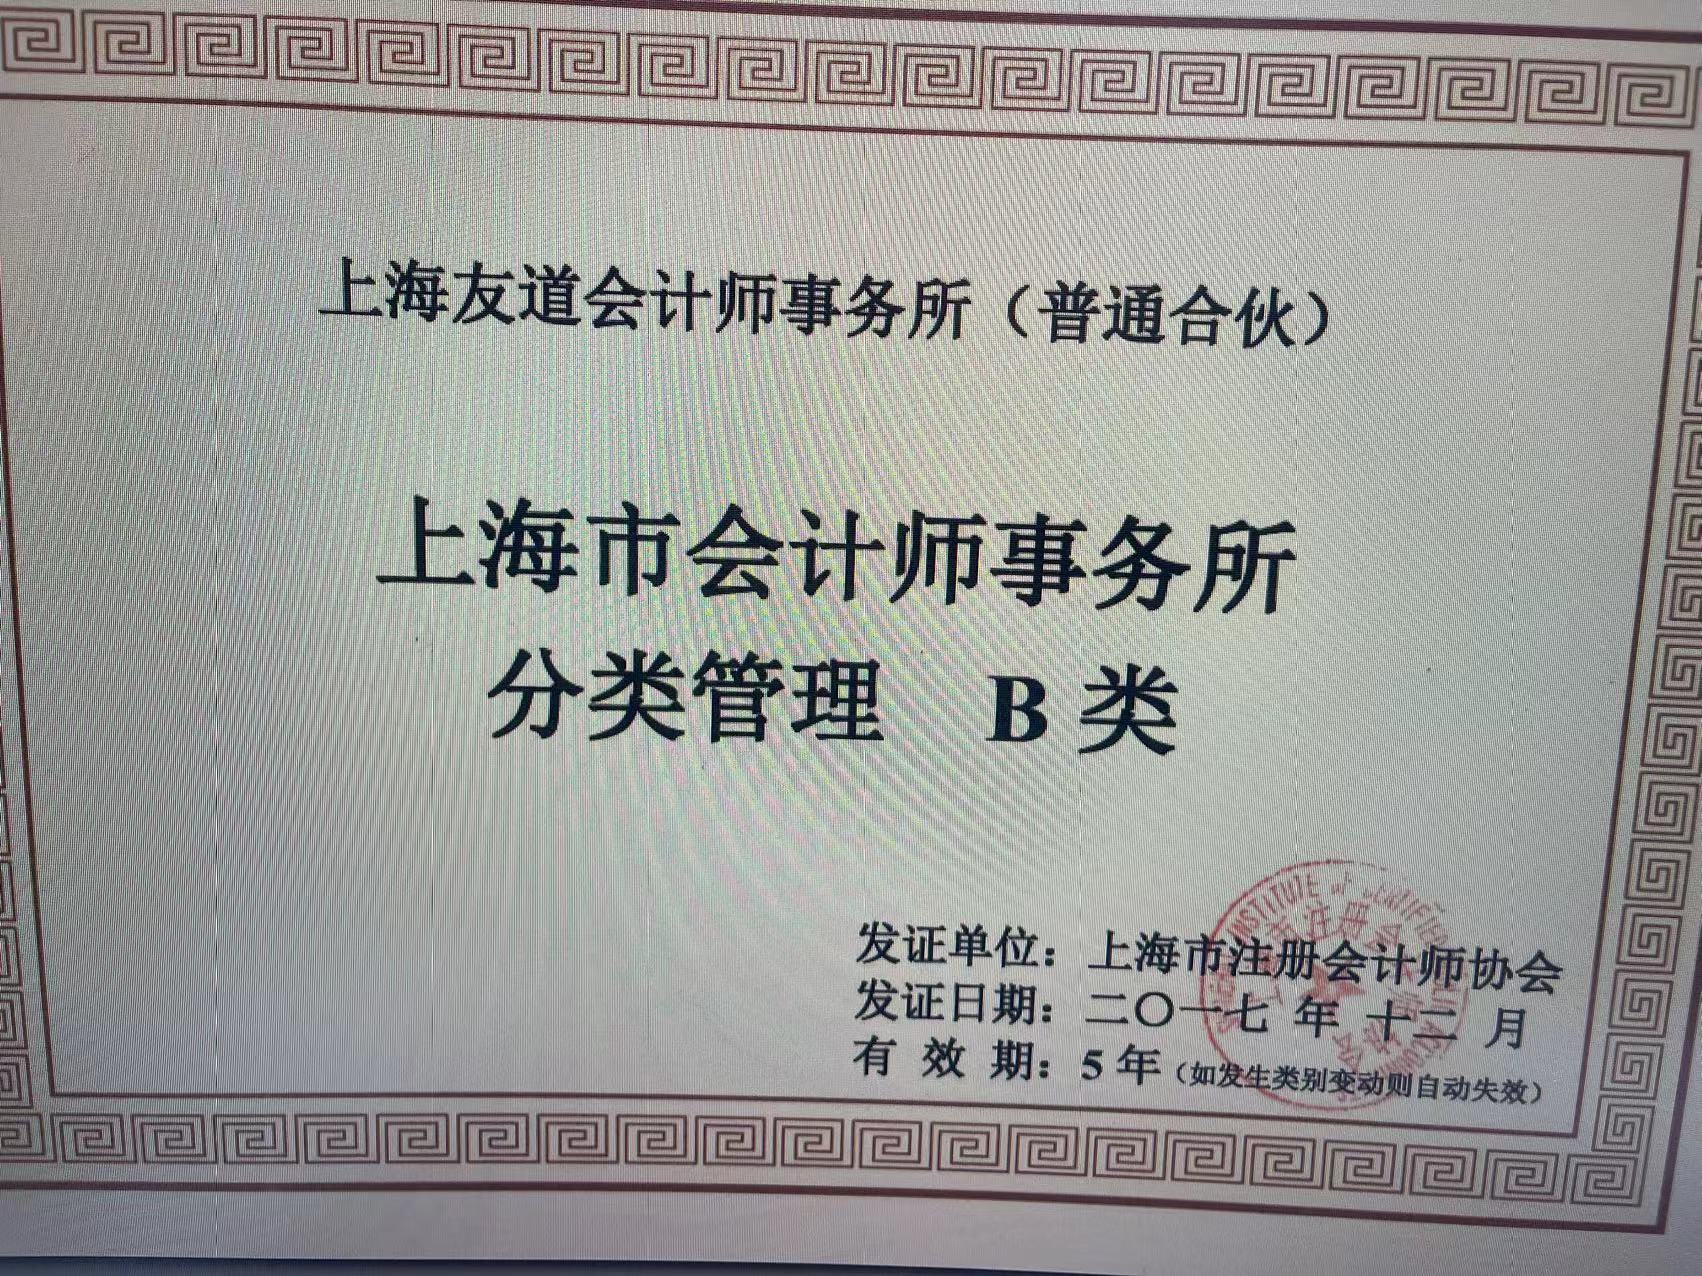 上海友道会计师事务所（普通合伙）
上海市会计师事务所
分类管理 B 类
发证单位：上海市注册会计师协会
发证日期：二〇一七 年 十二 月
有 效 期：5 年（如发生类别变动则自动失效）
INSTITUTE of CERTIFIED